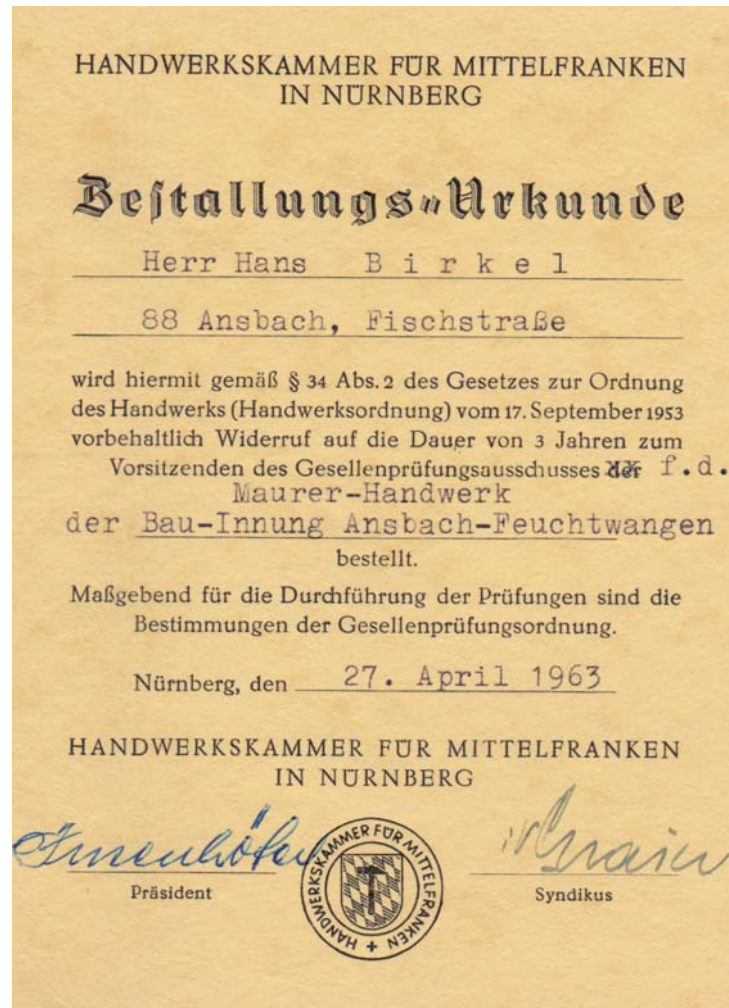 HANDWERKSKAMMER FÜR MITTELFRANKEN
IN NÜRNBERG
Bestallungs-Urkunde
Herr Hans B i r k e l
88 Ansbach, Fischstraße
wird hiermit gemäß § 34 Abs. 2 des Gesetzes zur Ordnung
des Handwerks (Handwerksordnung) vom 17. September 1953
vorbehaltlich Widerruf auf die Dauer von 3 Jahren zum
Vorsitzenden des Gesellenprüfungsausschusses der f.d.
Maurer-Handwerk
der Bau-Innung Ansbach-Feuchtwangen
bestellt.
Maßgebend für die Durchführung der Prüfungen sind die
Bestimmungen der Gesellenprüfungsordnung.
Nürnberg, den 27. April 1963
HANDWERKSKAMMER FÜR MITTELFRANKEN
IN NÜRNBERG
HANDWERKSKAMMER FÜR MITTELFRANKEN
Präsident
Syndikus